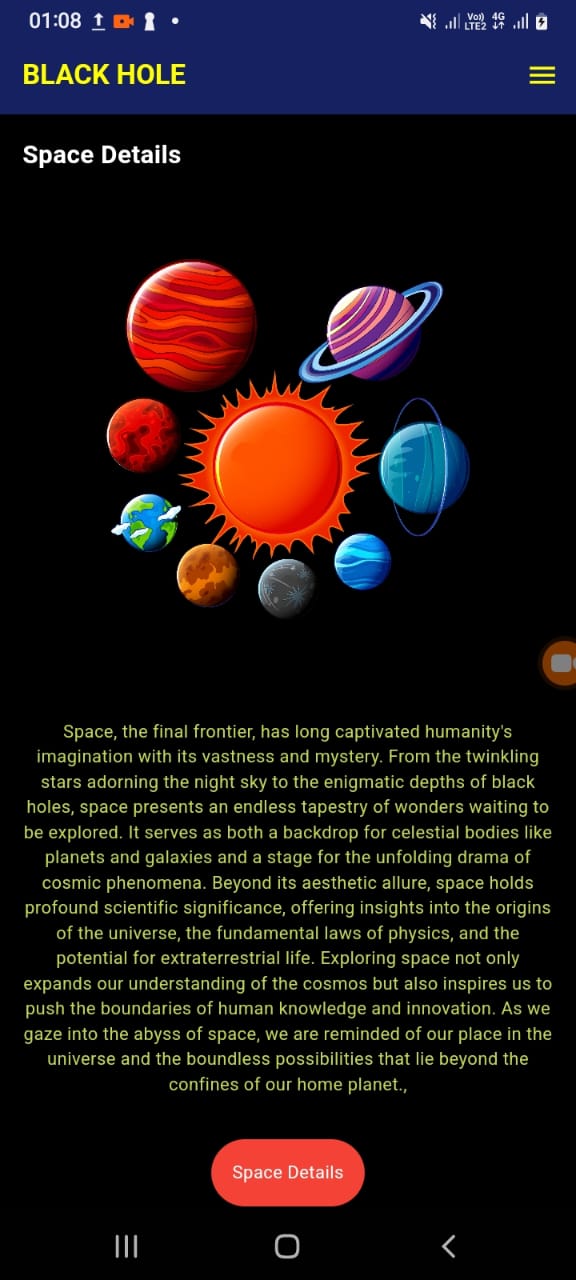 01:08
Vo)) 4G
LTE2
BLACK HOLE
Space Details
Space, the final frontier, has long captivated humanity's
imagination with its vastness and mystery. From the twinkling
stars adorning the night sky to the enigmatic depths of black
holes, space presents an endless tapestry of wonders waiting to
be explored. It serves as both a backdrop for celestial bodies like
planets and galaxies and a stage for the unfolding drama of
cosmic phenomena. Beyond its aesthetic allure, space holds
profound scientific significance, offering insights into the origins
of the universe, the fundamental laws of physics, and the
potential for extraterrestrial life. Exploring space not only
expands our understanding of the cosmos but also inspires us to
push the boundaries of human knowledge and innovation. As we
gaze into the abyss of space, we are reminded of our place in the
universe and the boundless possibilities that lie beyond the
confines of our home planet.,
Space Details